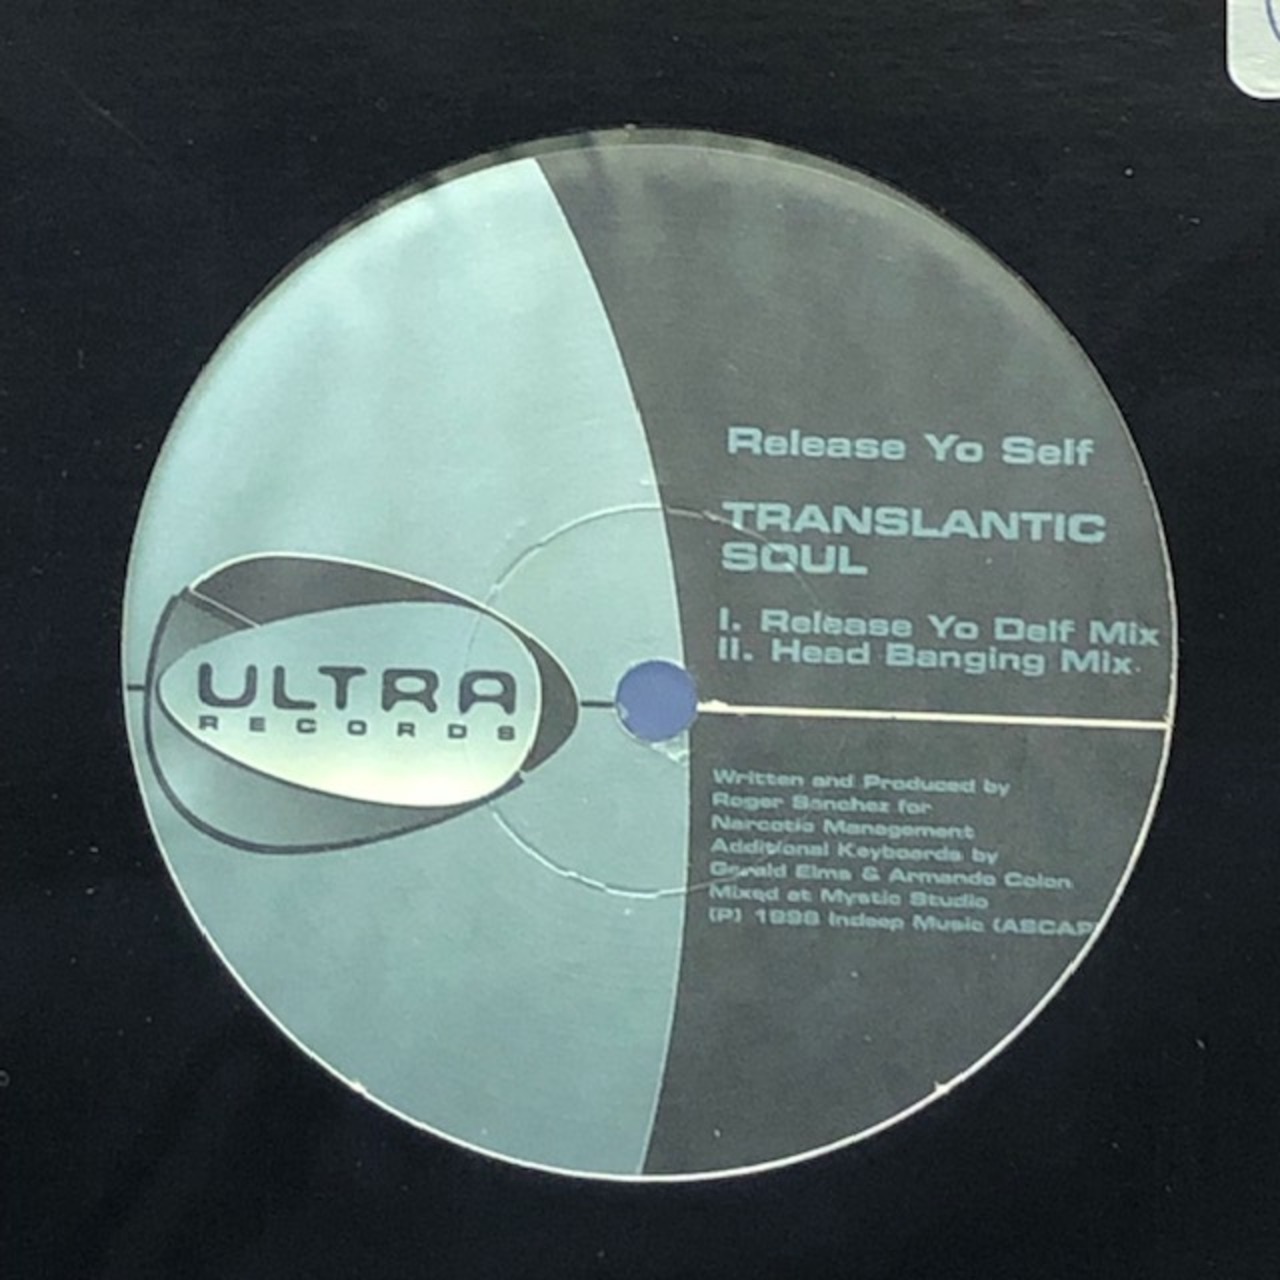 Release Yo Self
TRANSLANTIC
SOUL
I. Release Yo Delf Mix
II. Head Banging Mix.
ULTRA
RECORDS
Written and Produced by
Roger Sanchez for
Narcotic Management
Additional Keyboards by
Gerald Elms & Armando Colon
Mixed at Mystic Studio
(P) 1998 Indeep Music (ASCAP